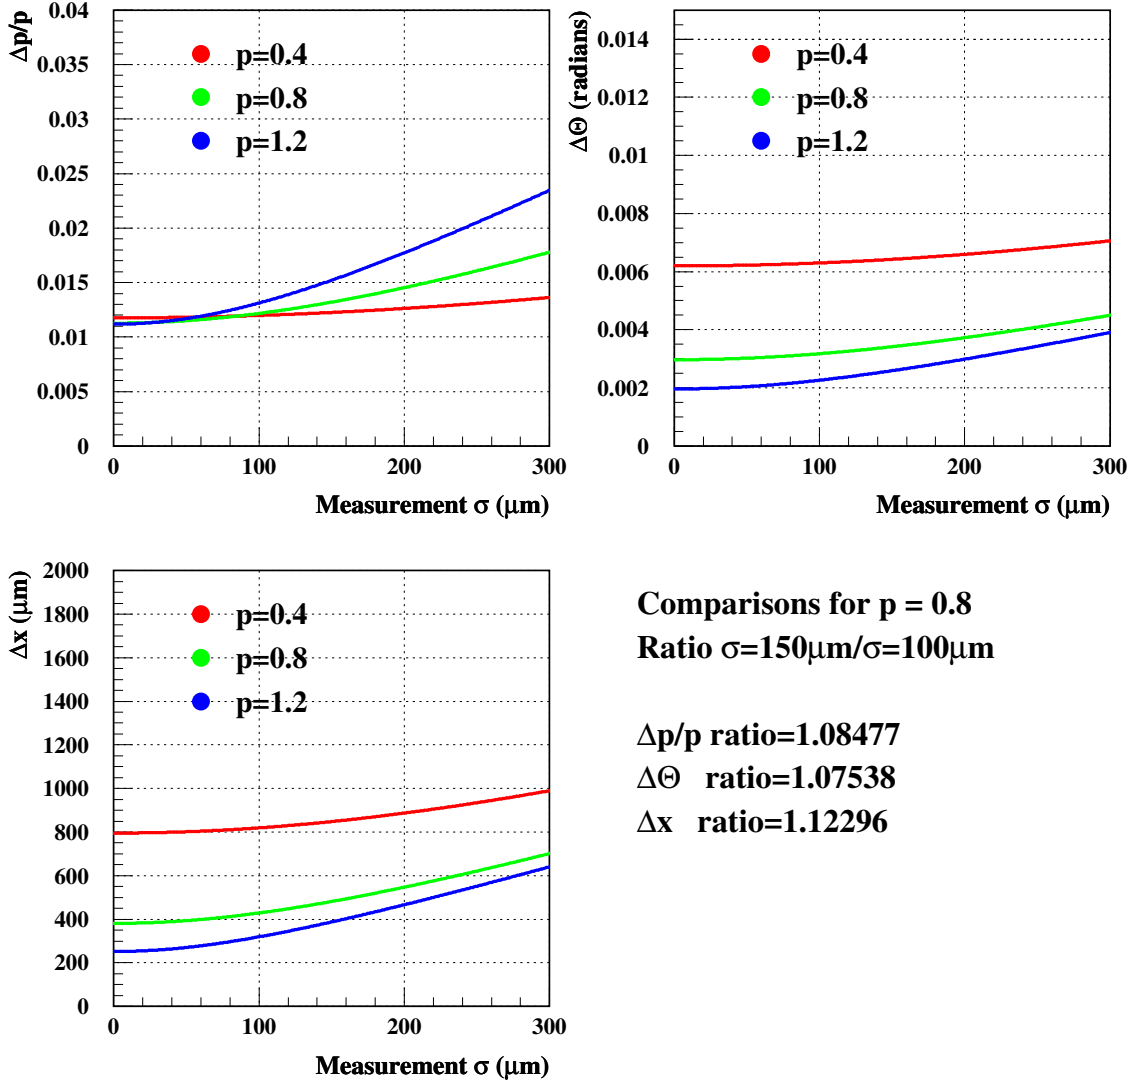 Δp/p
0.04
0.035
0.03
0.025
0.02
0.015
0.01
0.005
0
p=0.4
p=0.8
p=1.2
0 100 200 300
Measurement σ (μm)
ΔΘ (radians)
0.014
0.012
0.01
0.008
0.006
0.004
0.002
0
p=0.4
p=0.8
p=1.2
0 100 200 300
Measurement σ (μm)
Δx (μm)
2000
1800
1600
1400
1200
1000
800
600
400
200
0
p=0.4
p=0.8
p=1.2
0 100 200 300
Measurement σ (μm)
Comparisons for p = 0.8
Ratio σ=150μm/σ=100μm
Δp/p ratio=1.08477
ΔΘ ratio=1.07538
Δx ratio=1.12296